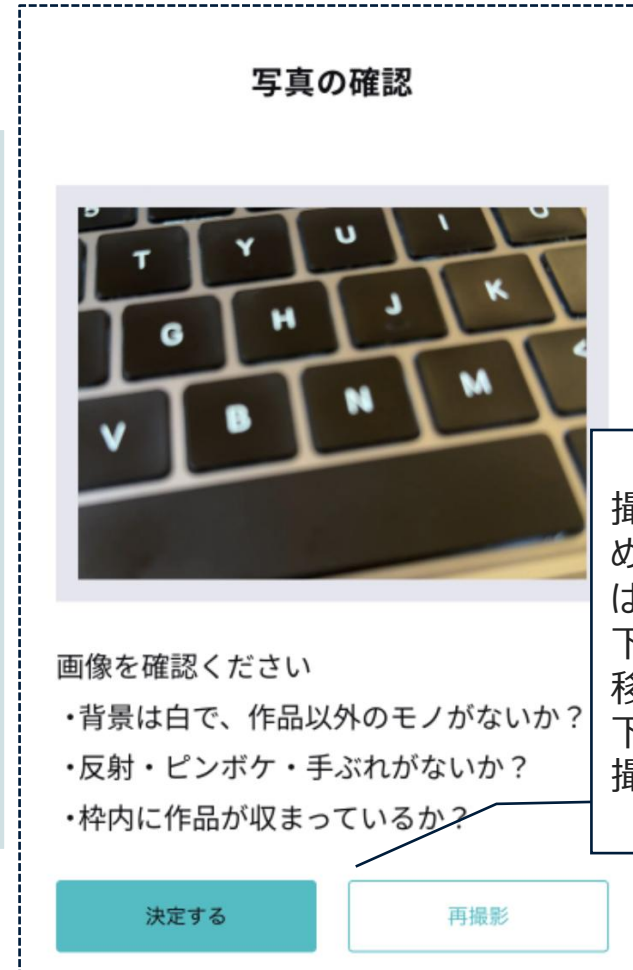 写真の確認
T Y U I
G H J K
V B N M
画像を確認ください
・背景は白で、作品以外のモノがないか？
・反射・ピンボケ・手ぶれがないか？
・枠内に作品が収まっているか？
決定する
再撮影
撮
め
は
下
移
下
撮